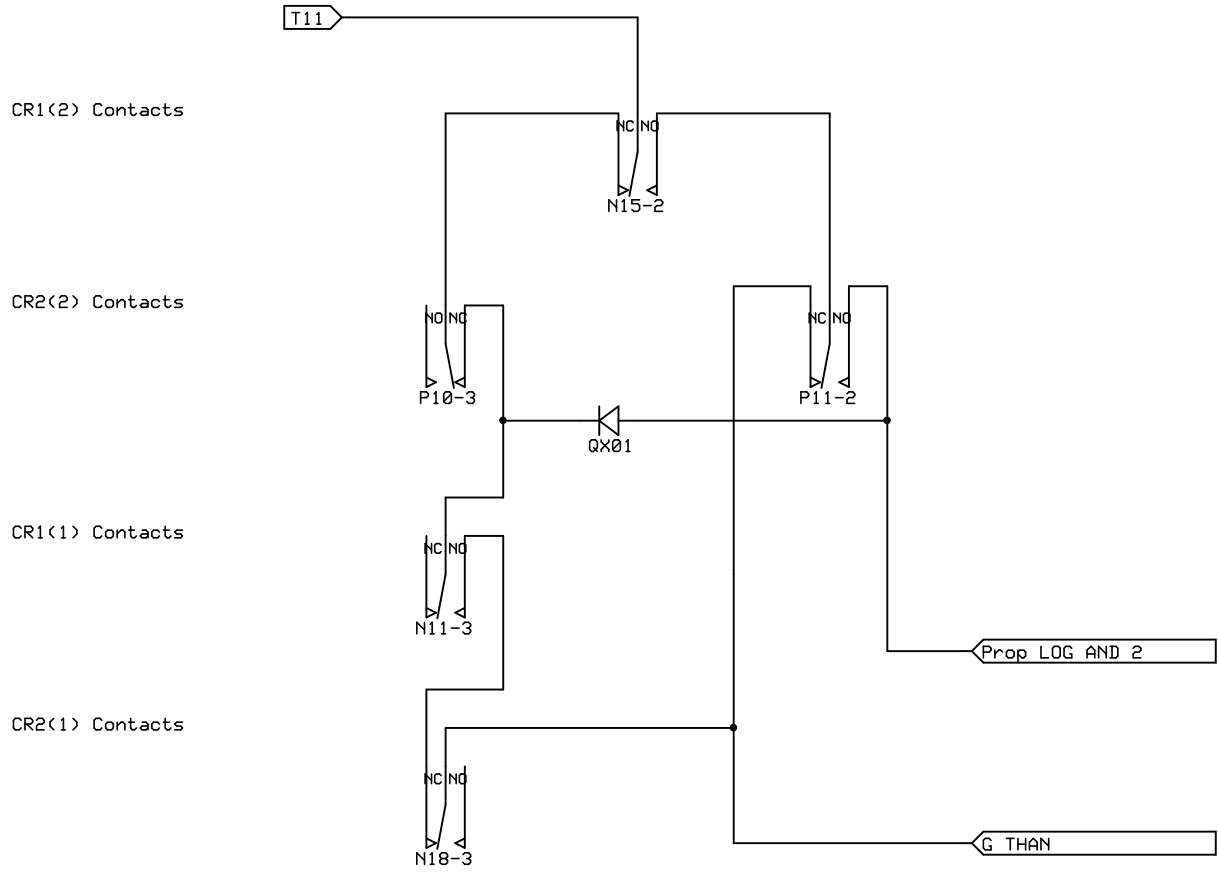 T11
CR1(2) Contacts
NC NO
N15-2
CR2(2) Contacts
NO NC
P10-3
NC NO
P11-2
QX01
CR1(1) Contacts
NC NO
N11-3
Prop LOG AND 2
CR2(1) Contacts
NC NO
N18-3
G THAN